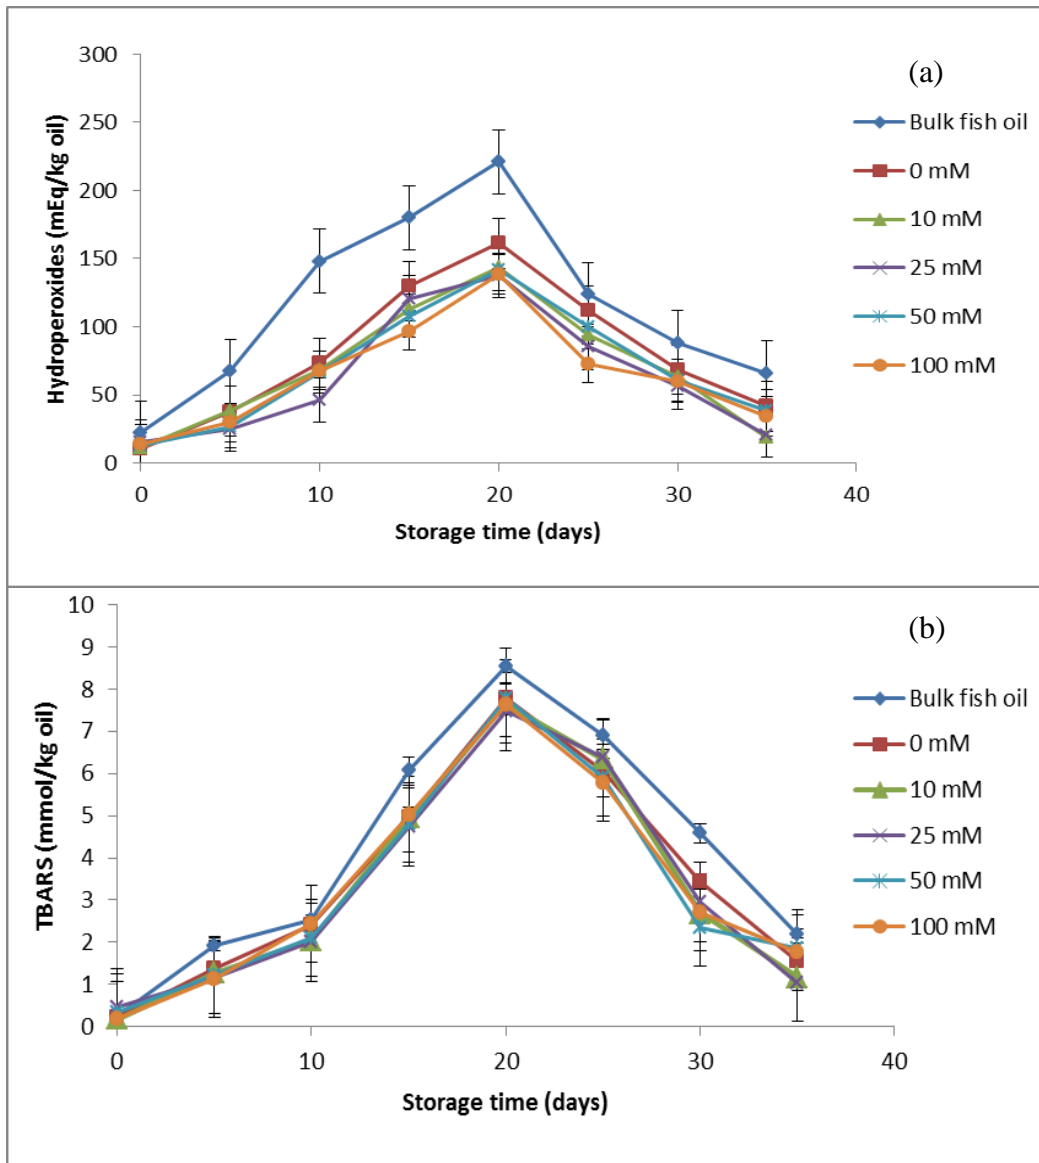 (a)
Hydroperoxides (mEq/kg oil)
300
250
200
150
100
50
0
0 10 20 30 40
Storage time (days)
Bulk fish oil
0 mM
10 mM
25 mM
50 mM
100 mM
(b)
TBARS (mmol/kg oil)
10
9
8
7
6
5
4
3
2
1
0
0 10 20 30 40
Storage time (days)
Bulk fish oil
0 mM
10 mM
25 mM
50 mM
100 mM